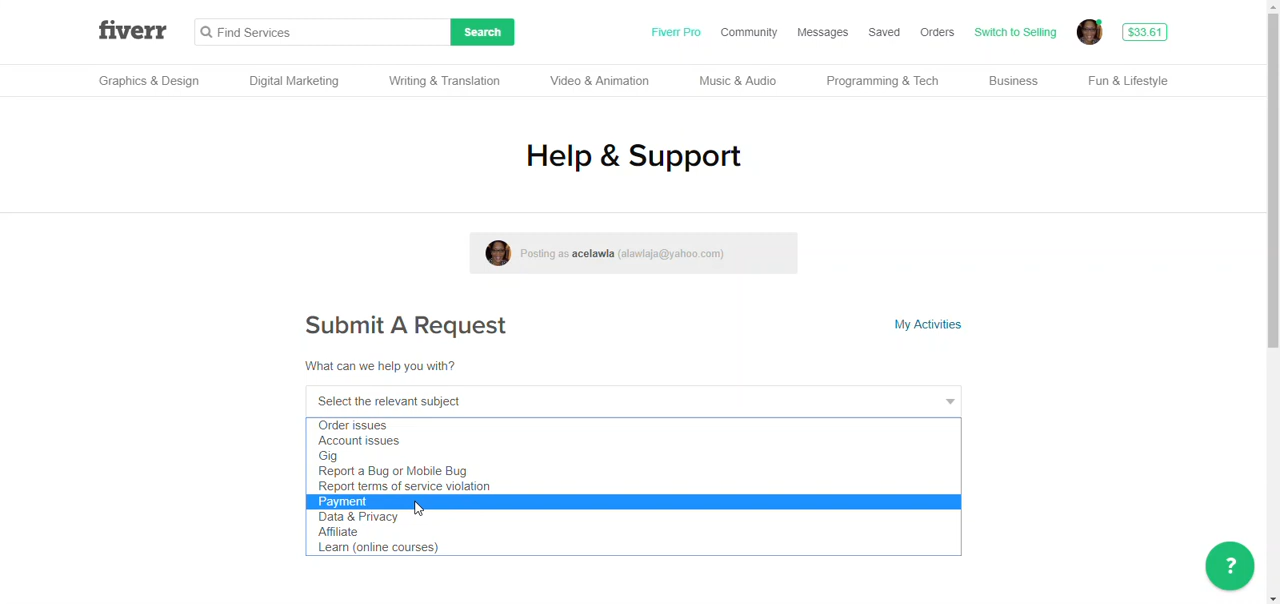 fiverr
Find Services
Search
Fiverr Pro
Community
Messages
Saved
Orders
Switch to Selling
$33.61
Graphics & Design
Digital Marketing
Writing & Translation
Video & Animation
Music & Audio
Programming & Tech
Business
Fun & Lifestyle
Help & Support
Posting as acelawla (alawlaja@yahoo.com)
Submit A Request
My Activities
What can we help you with?
Select the relevant subject
Order issues
Account issues
Gig
Report a Bug or Mobile Bug
Report terms of service violation
Payment
Data & Privacy
Affiliate
Learn (online courses)
?